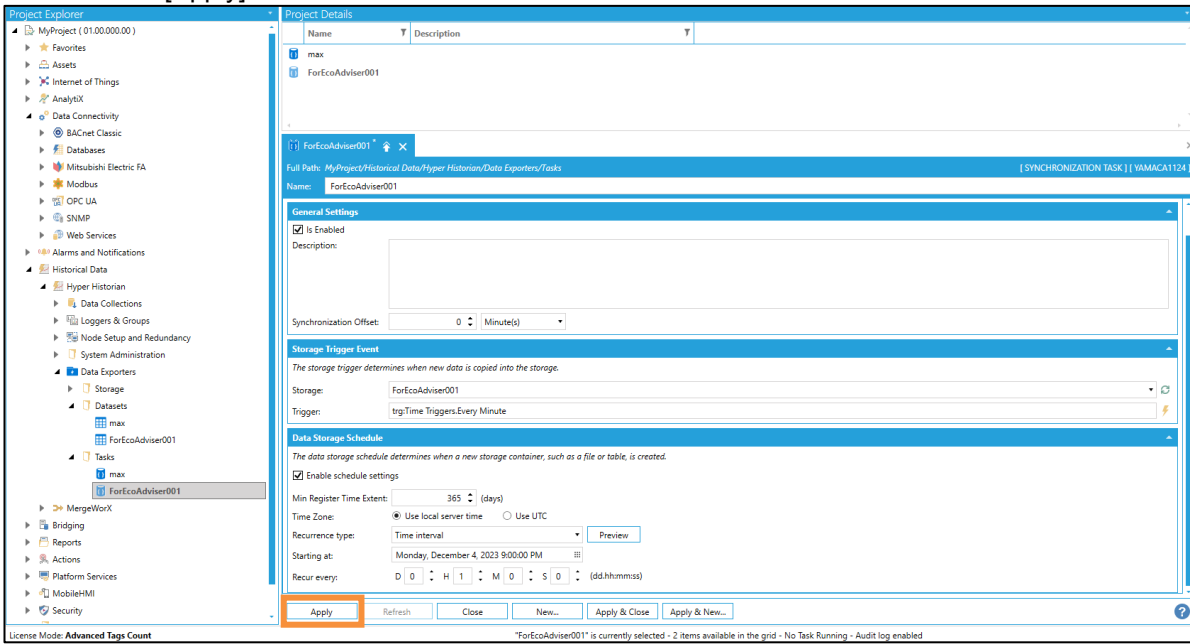 Project Explorer
MyProject ( 01.00.000.00 )
Favorites
Assets
Internet of Things
AnalytiX
Data Connectivity
BACnet Classic
Databases
Mitsubishi Electric FA
Modbus
OPC UA
SNMP
Web Services
Alarms and Notifications
Historical Data
Hyper Historian
Data Collections
Loggers & Groups
Node Setup and Redundancy
System Administration
Data Exporters
Storage
Datasets
max
ForEcoAdviser001
Tasks
max
ForEcoAdviser001
MergeWorX
Bridging
Reports
Actions
Platform Services
MobileHMI
Security
Project Details
Name Description
max
ForEcoAdviser001
ForEcoAdviser001*
Full Path: MyProject/Historical Data/Hyper Historian/Data Exporters/Tasks [ SYNCHRONIZATION TASK ] [ YAMACA1124 ]
Name: ForEcoAdviser001
General Settings
Is Enabled
Description:
Synchronization Offset: 0 Minute(s)
Storage Trigger Event
The storage trigger determines when new data is copied into the storage.
Storage: ForEcoAdviser001
Trigger: trg:Time Triggers.Every Minute
Data Storage Schedule
The data storage schedule determines when a new storage container, such as a file or table, is created.
Enable schedule settings
Min Register Time Extent: 365 (days)
Time Zone: Use local server time Use UTC
Recurrence type: Time interval Preview
Starting at: Monday, December 4, 2023 9:00:00 PM
Recur every: D 0 H 1 M 0 S 0 (dd.hh:mm:ss)
Apply Refresh Close New... Apply & Close Apply & New... ?
License Mode: Advanced Tags Count "ForEcoAdviser001" is currently selected - 2 items available in the grid - No Task Running - Audit log enabled